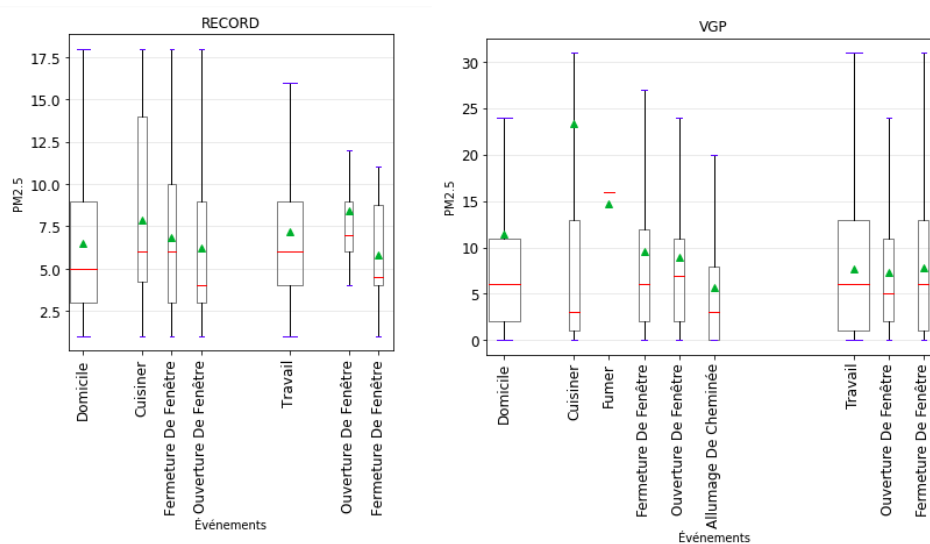 RECORD
PM2.5
17.5
15.0
12.5
10.0
7.5
5.0
2.5
Domicile
Cuisiner
Fermeture De Fenêtre
Ouverture De Fenêtre
Travail
Ouverture De Fenêtre
Fermeture De Fenêtre
Événements
VGP
PM2.5
30
25
20
15
10
5
0
Domicile
Cuisiner
Fumer
Fermeture De Fenêtre
Ouverture De Fenêtre
Allumage De Cheminée
Travail
Ouverture De Fenêtre
Fermeture De Fenêtre
Événements